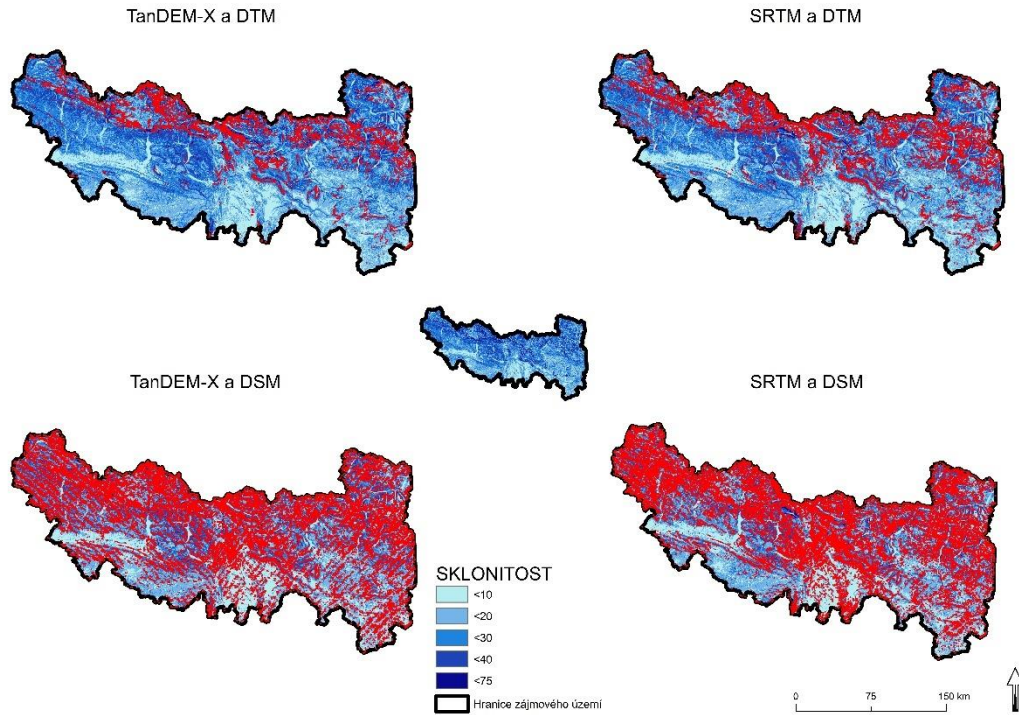 TanDEM-X a DTM
SRTM a DTM
TanDEM-X a DSM
SRTM a DSM
SKLONITOST
<10
<20
<30
<40
<75
Hranice zájmového území
0 75 150 km